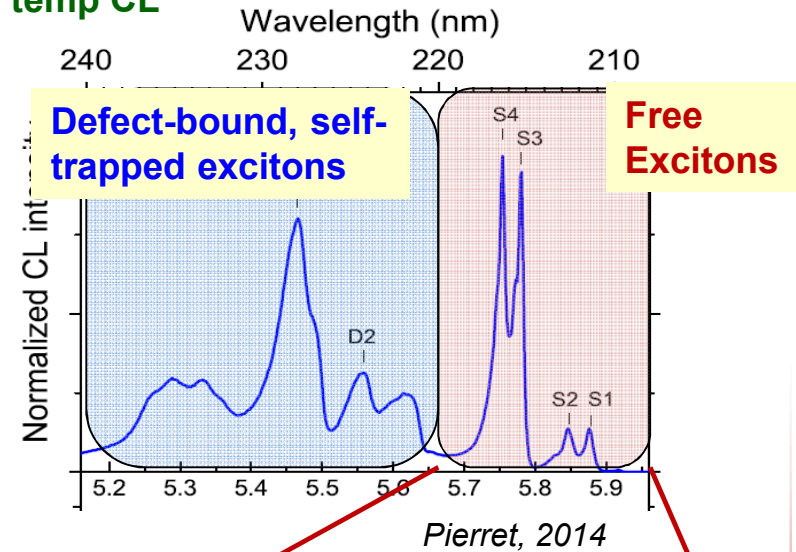 temp CL
Wavelength (nm)
240 230 220 210
Defect-bound, self-
trapped excitons
Free
Excitons
S4
S3
D2
S2 S1
Normalized CL
5.2 5.3 5.4 5.5 5.6 5.7 5.8 5.9
Pierret, 2014